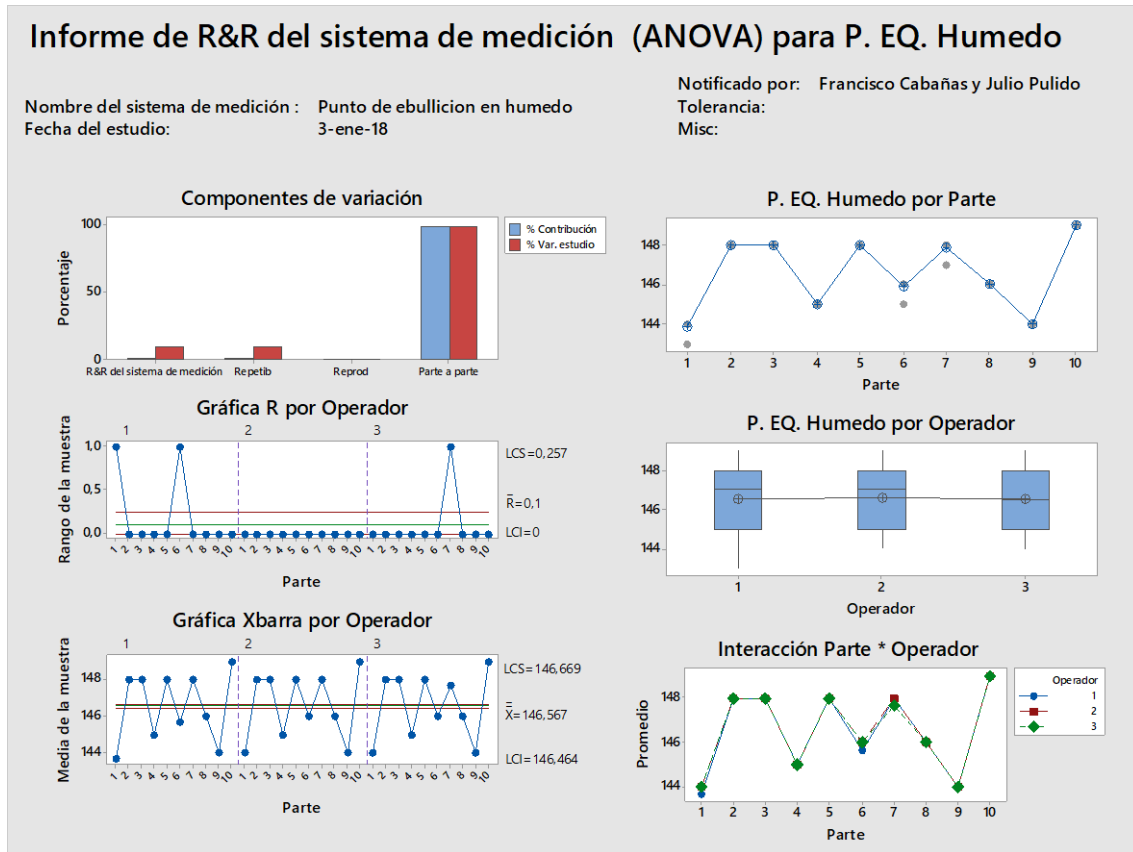 Informe de R&R del sistema de medición (ANOVA) para P. EQ. Humedo
Nombre del sistema de medición : Punto de ebullicion en humedo
Fecha del estudio: 3-ene-18
Notificado por: Francisco Cabañas y Julio Pulido
Tolerancia:
Misc:
Componentes de variación
Porcentaje
100
50
0
R&R del sistema de medición Repetib Reprod Parte a parte
% Contribución
% Var. estudio
Gráfica R por Operador
1 2 3
Rango de la muestra
1,0
0,5
0,0
LCS=0,257
R̄=0,1
LCI=0
1 2 3 4 5 6 7 8 9 10 1 2 3 4 5 6 7 8 9 10 1 2 3 4 5 6 7 8 9 10
Parte
Gráfica Xbarra por Operador
1 2 3
Media de la muestra
148
146
144
LCS=146,669
X̿=146,567
LCI=146,464
1 2 3 4 5 6 7 8 9 10 1 2 3 4 5 6 7 8 9 10 1 2 3 4 5 6 7 8 9 10
Parte
P. EQ. Humedo por Parte
148
146
144
1 2 3 4 5 6 7 8 9 10
Parte
P. EQ. Humedo por Operador
148
146
144
1 2 3
Operador
Interacción Parte * Operador
Promedio
148
146
144
1 2 3 4 5 6 7 8 9 10
Parte
Operador
1
2
3